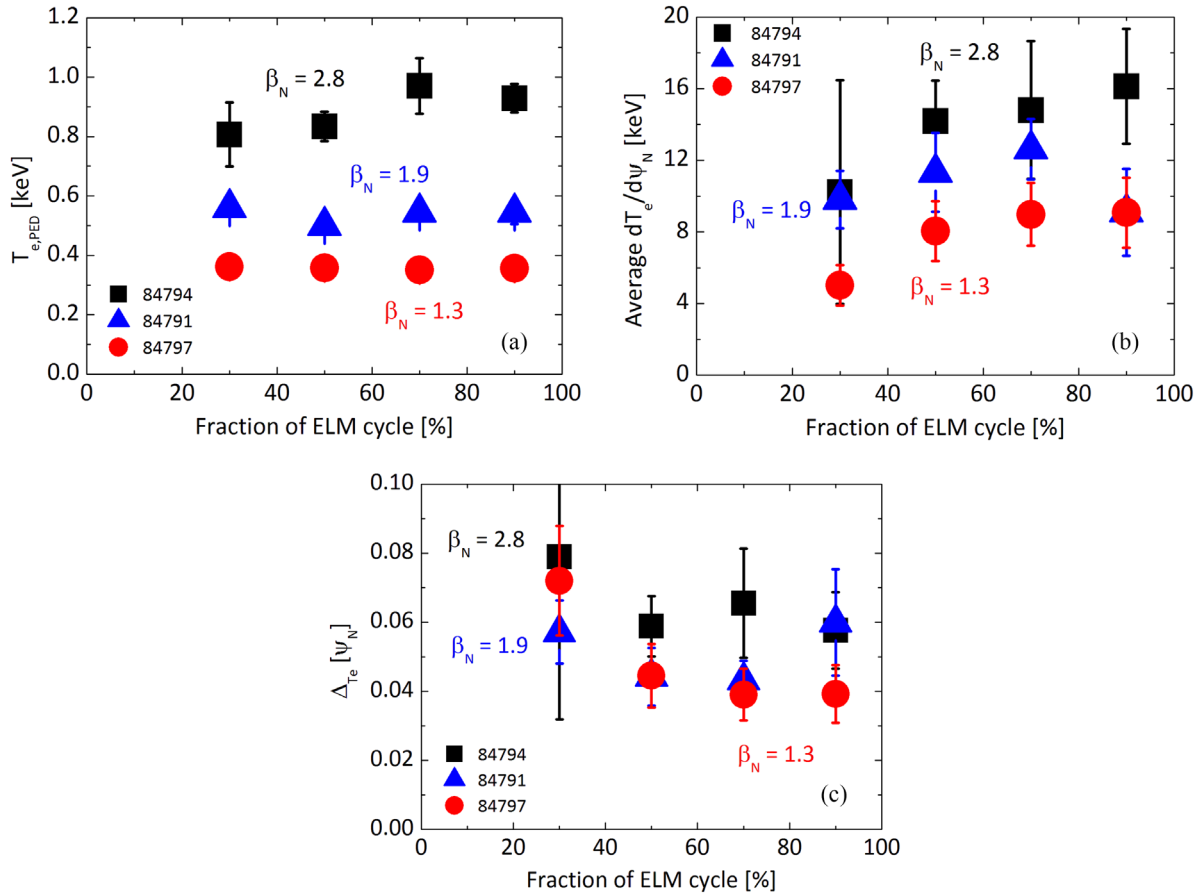 1.2
1.0
0.8
0.6
0.4
0.2
0.0
T_e,PED [keV]
β_N = 2.8
β_N = 1.9
β_N = 1.3
84794
84791
84797
(a)
0 20 40 60 80 100
Fraction of ELM cycle [%]
20
16
12
8
4
0
Average dT_e/dψ_N [keV]
84794
84791
84797
β_N = 2.8
β_N = 1.9
β_N = 1.3
(b)
0 20 40 60 80 100
Fraction of ELM cycle [%]
0.10
0.08
0.06
0.04
0.02
0.00
Δ_Te [ψ_N]
β_N = 2.8
β_N = 1.9
β_N = 1.3
84794
84791
84797
(c)
0 20 40 60 80 100
Fraction of ELM cycle [%]